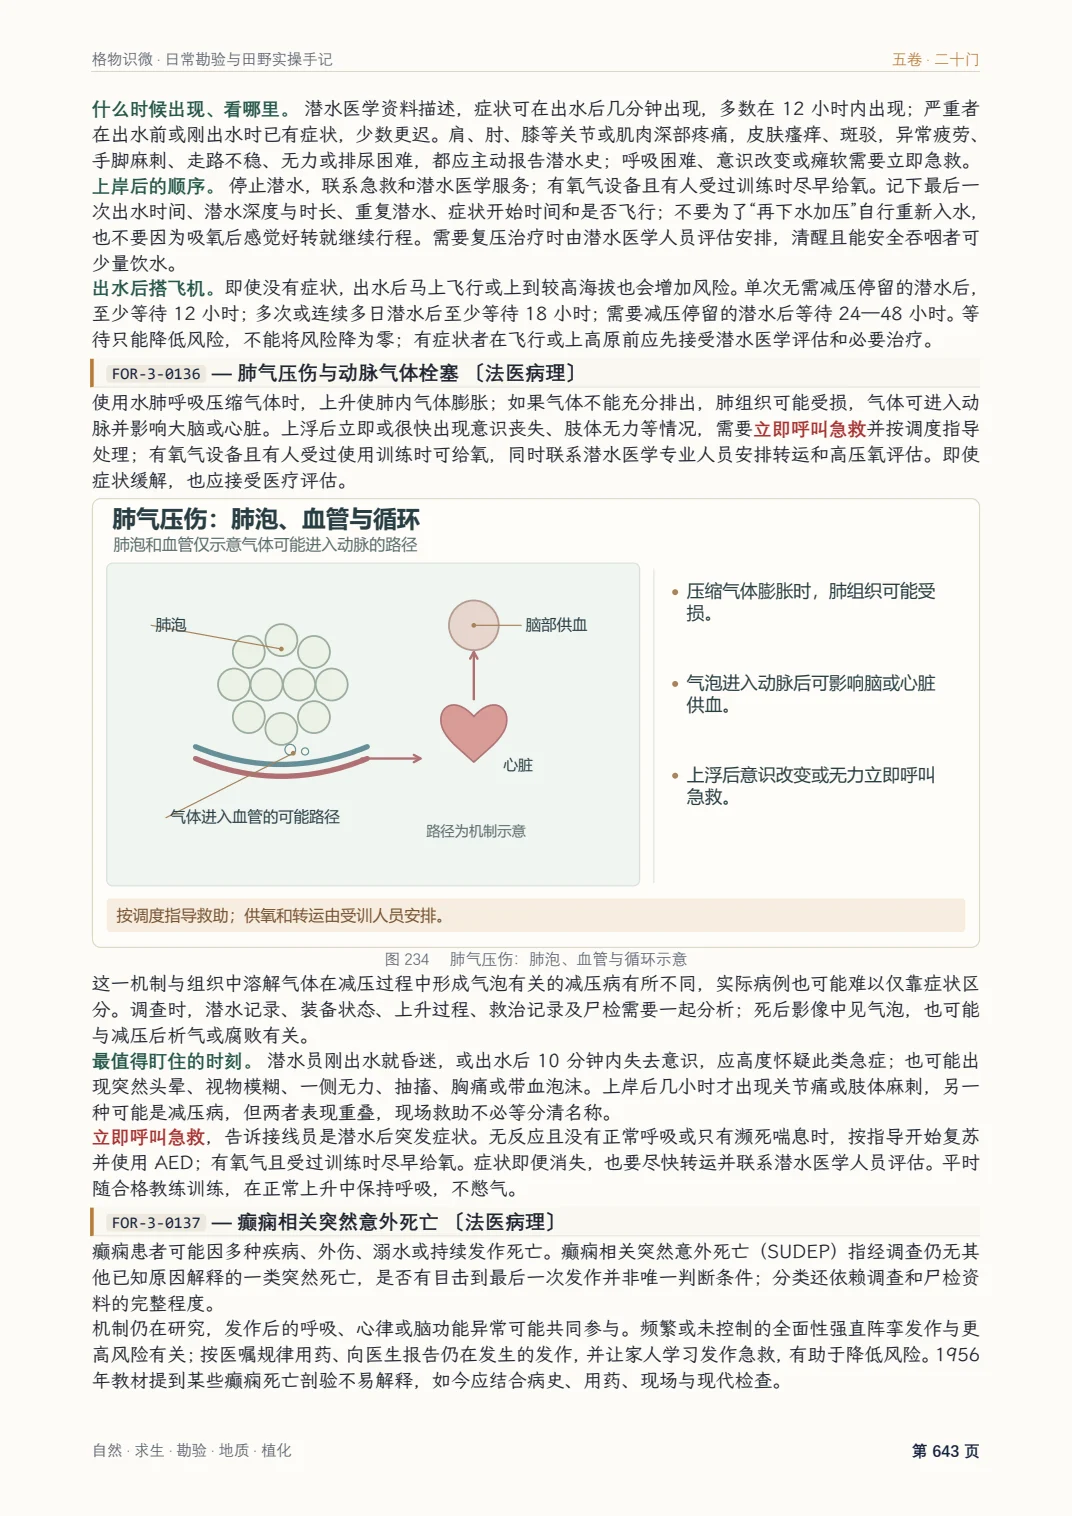 格物识微 · 日常勘验与田野实操手记
五卷 · 二十门
什么时候出现、看哪里。 潜水医学资料描述，症状可在出水后几分钟出现，多数在 12 小时内出现；严重者
在出水前或刚出水时已有症状，少数更迟。肩、肘、膝等关节或肌肉深部疼痛，皮肤瘙痒、斑驳，异常疲劳、
手脚麻刺、走路不稳、无力或排尿困难，都应主动报告潜水史；呼吸困难、意识改变或瘫软需要立即急救。
上岸后的顺序。 停止潜水，联系急救和潜水医学服务；有氧气设备且有人受过训练时尽早给氧。记下最后一
次出水时间、潜水深度与时长、重复潜水、症状开始时间和是否飞行；不要为了“再下水加压”自行重新入水，
也不要因为吸氧后感觉好转就继续行程。需要复压治疗时由潜水医学人员评估安排，清醒且能安全吞咽者可
少量饮水。
出水后搭飞机。 即使没有症状，出水后马上飞行或上到较高海拔也会增加风险。单次无需减压停留的潜水后，
至少等待 12 小时；多次或连续多日潜水后至少等待 18 小时；需要减压停留的潜水后等待 24—48 小时。等
待只能降低风险，不能将风险降为零；有症状者在飞行或上高原前应先接受潜水医学评估和必要治疗。
FOR-3-0136 — 肺气压伤与动脉气体栓塞 〔法医病理〕
使用水肺呼吸压缩气体时，上升使肺内气体膨胀；如果气体不能充分排出，肺组织可能受损，气体可进入动
脉并影响大脑或心脏。上浮后立即或很快出现意识丧失、肢体无力等情况，需要立即呼叫急救并按调度指导
处理；有氧气设备且有人受过使用训练时可给氧，同时联系潜水医学专业人员安排转运和高压氧评估。即使
症状缓解，也应接受医疗评估。
肺气压伤：肺泡、血管与循环
肺泡和血管仅示意气体可能进入动脉的路径
肺泡
脑部供血
心脏
气体进入血管的可能路径
路径为机制示意
• 压缩气体膨胀时，肺组织可能受
损。
• 气泡进入动脉后可影响脑或心脏
供血。
• 上浮后意识改变或无力立即呼叫
急救。
按调度指导救助；供氧和转运由受训人员安排。
图 234 肺气压伤：肺泡、血管与循环示意
这一机制与组织中溶解气体在减压过程中形成气泡有关的减压病有所不同，实际病例也可能难以仅靠症状区
分。调查时，潜水记录、装备状态、上升过程、救治记录及尸检需要一起分析；死后影像中见气泡，也可能
与减压后析气或腐败有关。
最值得盯住的时刻。 潜水员刚出水就昏迷，或出水后 10 分钟内失去意识，应高度怀疑此类急症；也可能出
现突然头晕、视物模糊、一侧无力、抽搐、胸痛或带血泡沫。上岸后几小时才出现关节痛或肢体麻刺，另一
种可能是减压病，但两者表现重叠，现场救助不必等分清名称。
立即呼叫急救，告诉接线员是潜水后突发症状。无反应且没有正常呼吸或只有濒死喘息时，按指导开始复苏
并使用 AED；有氧气且受过训练时尽早给氧。症状即便消失，也要尽快转运并联系潜水医学人员评估。平时
随合格教练训练，在正常上升中保持呼吸，不憋气。
FOR-3-0137 — 癫痫相关突然意外死亡 〔法医病理〕
癫痫患者可能因多种疾病、外伤、溺水或持续发作死亡。癫痫相关突然意外死亡（SUDEP）指经调查仍无其
他已知原因解释的一类突然死亡，是否有目击到最后一次发作并非唯一判断条件；分类还依赖调查和尸检资
料的完整程度。
机制仍在研究，发作后的呼吸、心律或脑功能异常可能共同参与。频繁或未控制的全面性强直阵挛发作与更
高风险有关；按医嘱规律用药、向医生报告仍在发生的发作，并让家人学习发作急救，有助于降低风险。1956
年教材提到某些癫痫死亡剖验不易解释，如今应结合病史、用药、现场与现代检查。
自然 · 求生 · 勘验 · 地质 · 植化
第 643 页